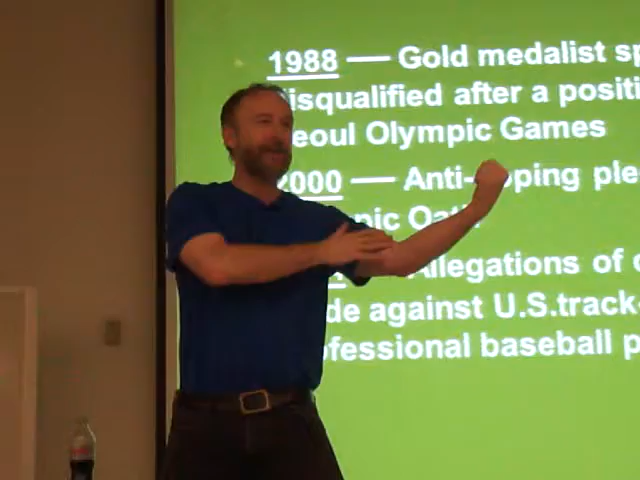 1988 — Gold medalist sp
isqualified after a positi
eoul Olympic Games
2000 — Anti- ping ple
pic Oat
Allegations of
de against U.S.track-
ofessional baseball p